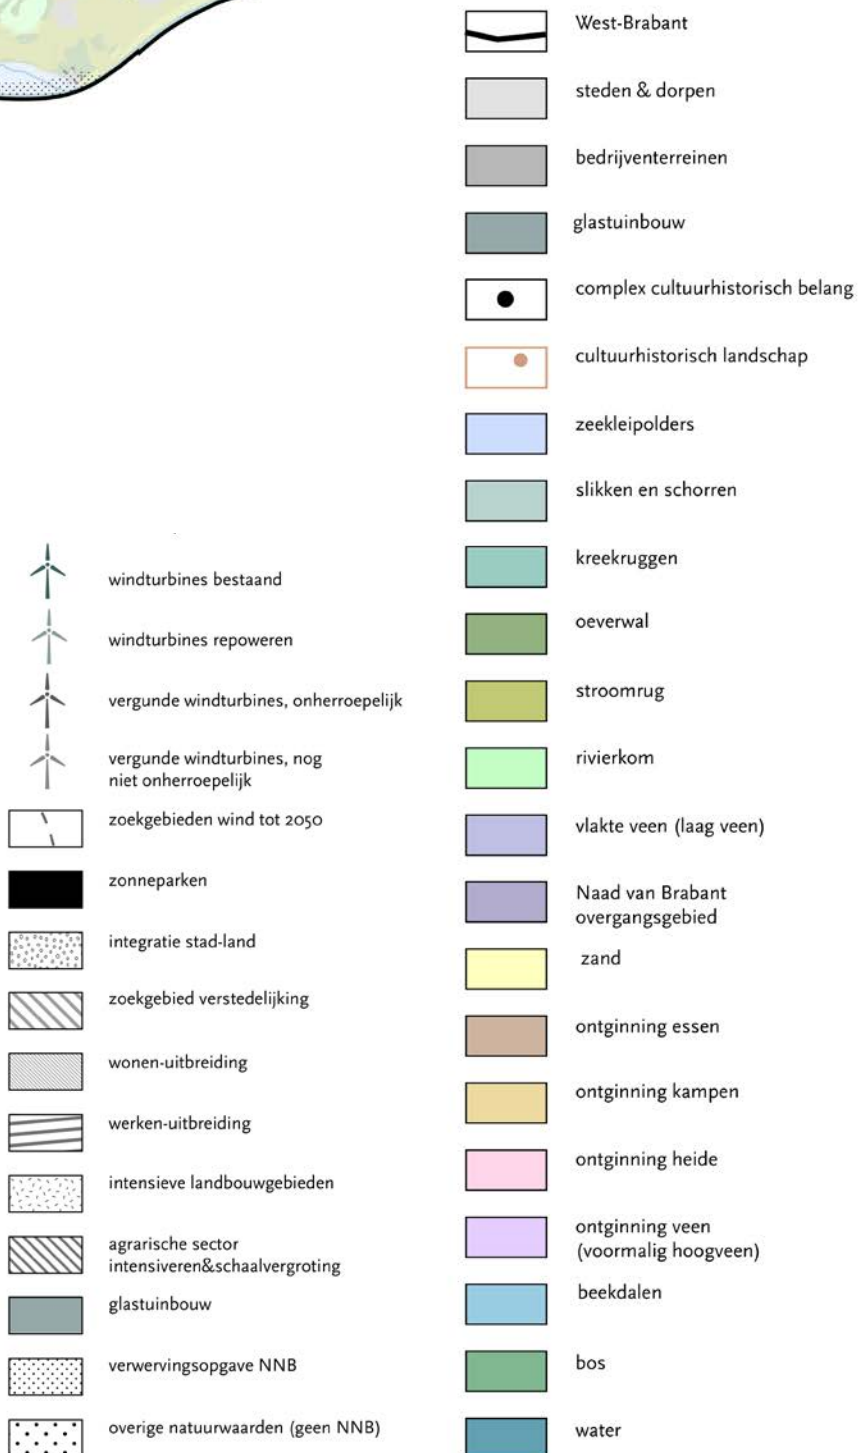 West-Brabant
steden & dorpen
bedrijventerreinen
glastuinbouw
complex cultuurhistorisch belang
cultuurhistorisch landschap
zeekleipolders
slikken en schorren
kreekruggen
oeverwal
stroomrug
rivierkom
vlakte veen (laag veen)
Naad van Brabant
overgangsgebied
zand
ontginning essen
ontginning kampen
ontginning heide
ontginning veen
(voormalig hoogveen)
beekdalen
bos
water
windturbines bestaand
windturbines repoweren
vergunde windturbines, onherroepelijk
vergunde windturbines, nog
niet onherroepelijk
zoekgebieden wind tot 2050
zonneparken
integratie stad-land
zoekgebied verstedelijking
wonen-uitbreiding
werken-uitbreiding
intensieve landbouwgebieden
agrarische sector
intensiveren&schaalvergroting
glastuinbouw
verwervingsopgave NNB
overige natuurwaarden (geen NNB)